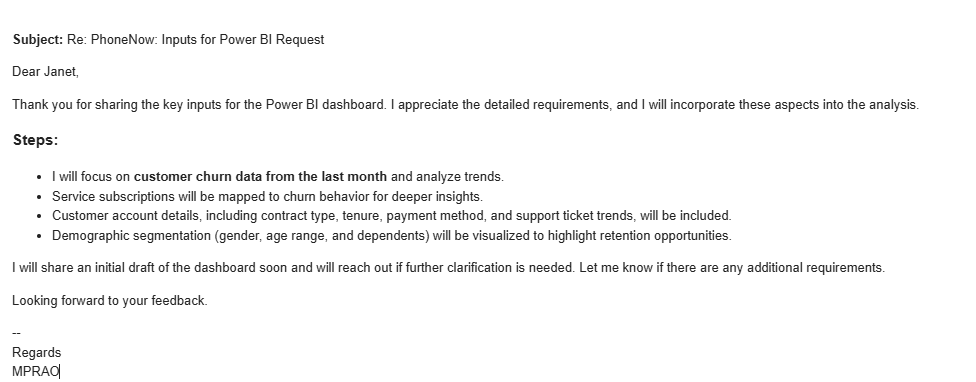 Subject: Re: PhoneNow: Inputs for Power BI Request
Dear Janet,
Thank you for sharing the key inputs for the Power BI dashboard. I appreciate the detailed requirements, and I will incorporate these aspects into the analysis.
Steps:
• I will focus on customer churn data from the last month and analyze trends.
• Service subscriptions will be mapped to churn behavior for deeper insights.
• Customer account details, including contract type, tenure, payment method, and support ticket trends, will be included.
• Demographic segmentation (gender, age range, and dependents) will be visualized to highlight retention opportunities.
I will share an initial draft of the dashboard soon and will reach out if further clarification is needed. Let me know if there are any additional requirements.
Looking forward to your feedback.
--
Regards
MPRAO